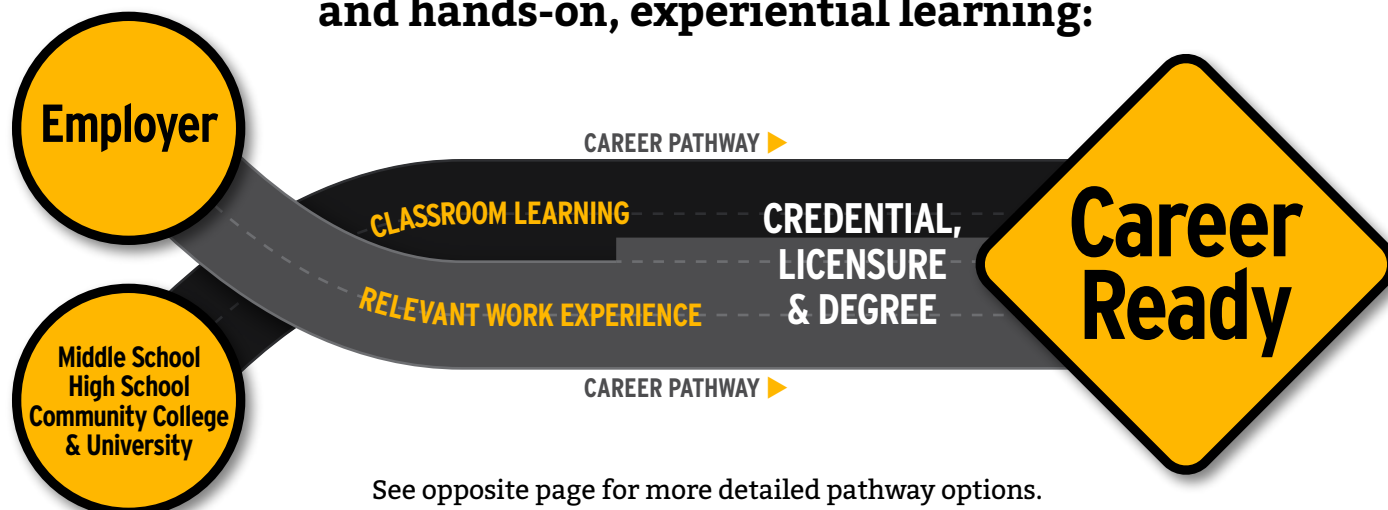 and hands-on, experiential learning:
Employer
CAREER PATHWAY
CLASSROOM LEARNING
CREDENTIAL,
LICENSURE
& DEGREE
RELEVANT WORK EXPERIENCE
Career
Ready
Middle School
High School
Community College
& University
CAREER PATHWAY
See opposite page for more detailed pathway options.